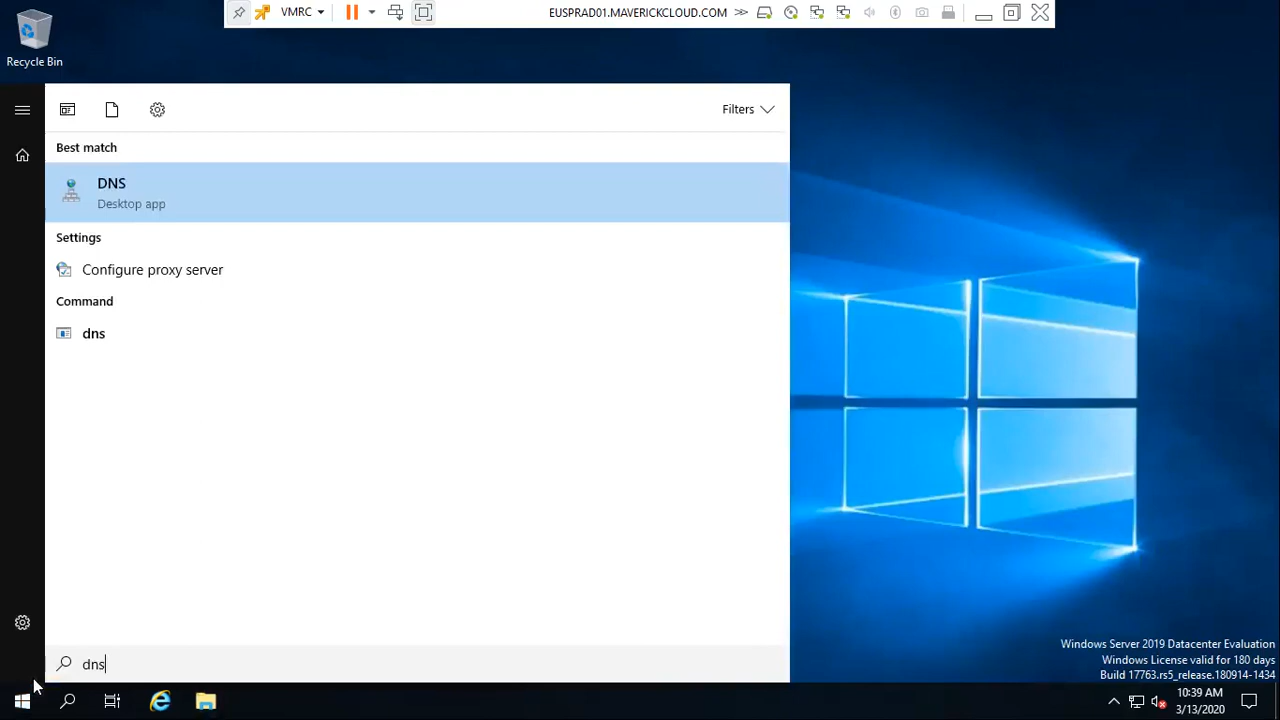 VMRC
EUSPRAD01.MAVERICKCLOUD.COM
Recycle Bin
Filters
Best match
DNS
Desktop app
Settings
Configure proxy server
Command
dns
dns
Windows Server 2019 Datacenter Evaluation
Windows License valid for 180 days
Build 17763.rs5_release.180914-1434
10:39 AM
3/13/2020